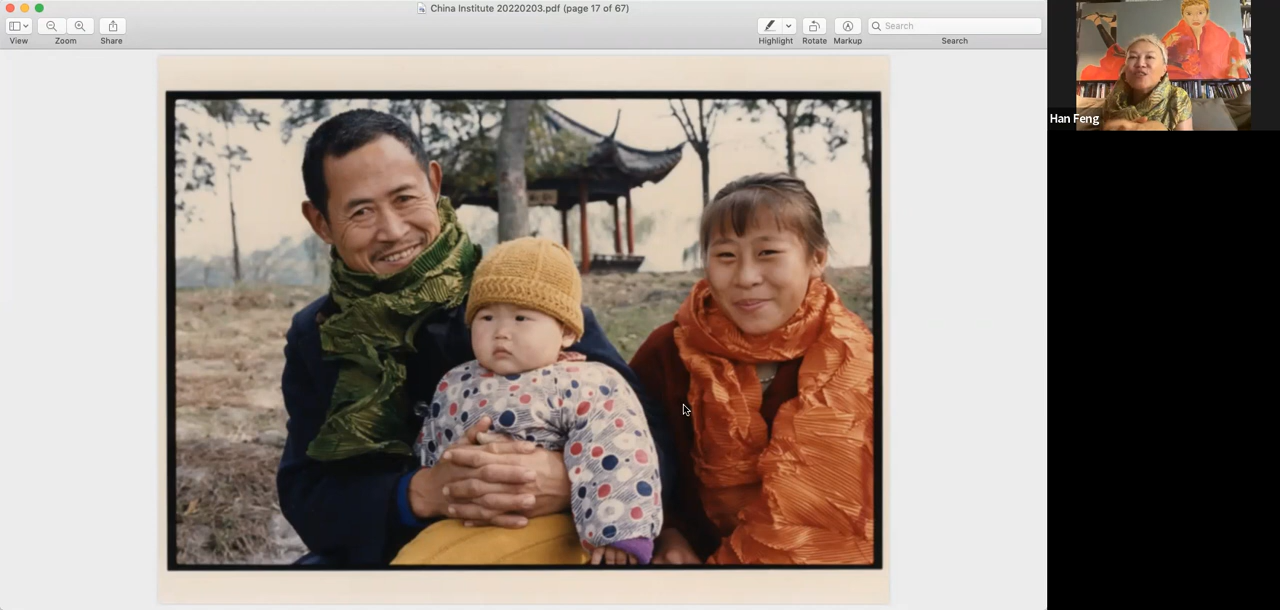 China Institute 20220203.pdf (page 17 of 67)
View
Zoom
Share
Highlight
Rotate
Markup
Search
Search
Han Feng